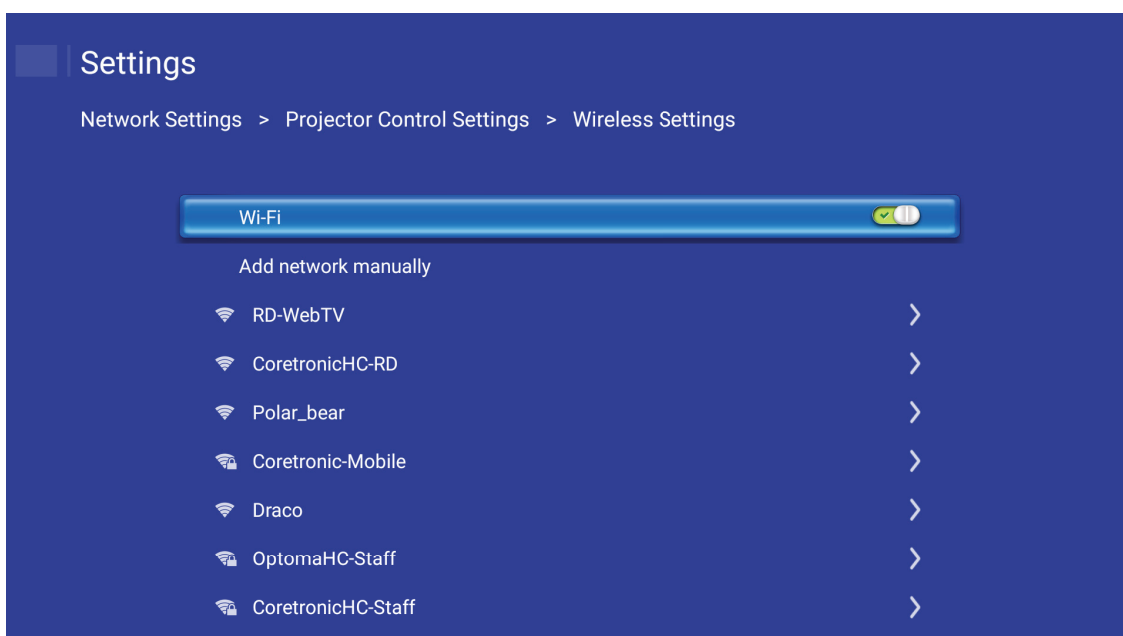 Settings
Network Settings > Projector Control Settings > Wireless Settings
Wi-Fi
Add network manually
RD-WebTV
CoretronicHC-RD
Polar_bear
Coretronic-Mobile
Draco
OptomaHC-Staff
CoretronicHC-Staff